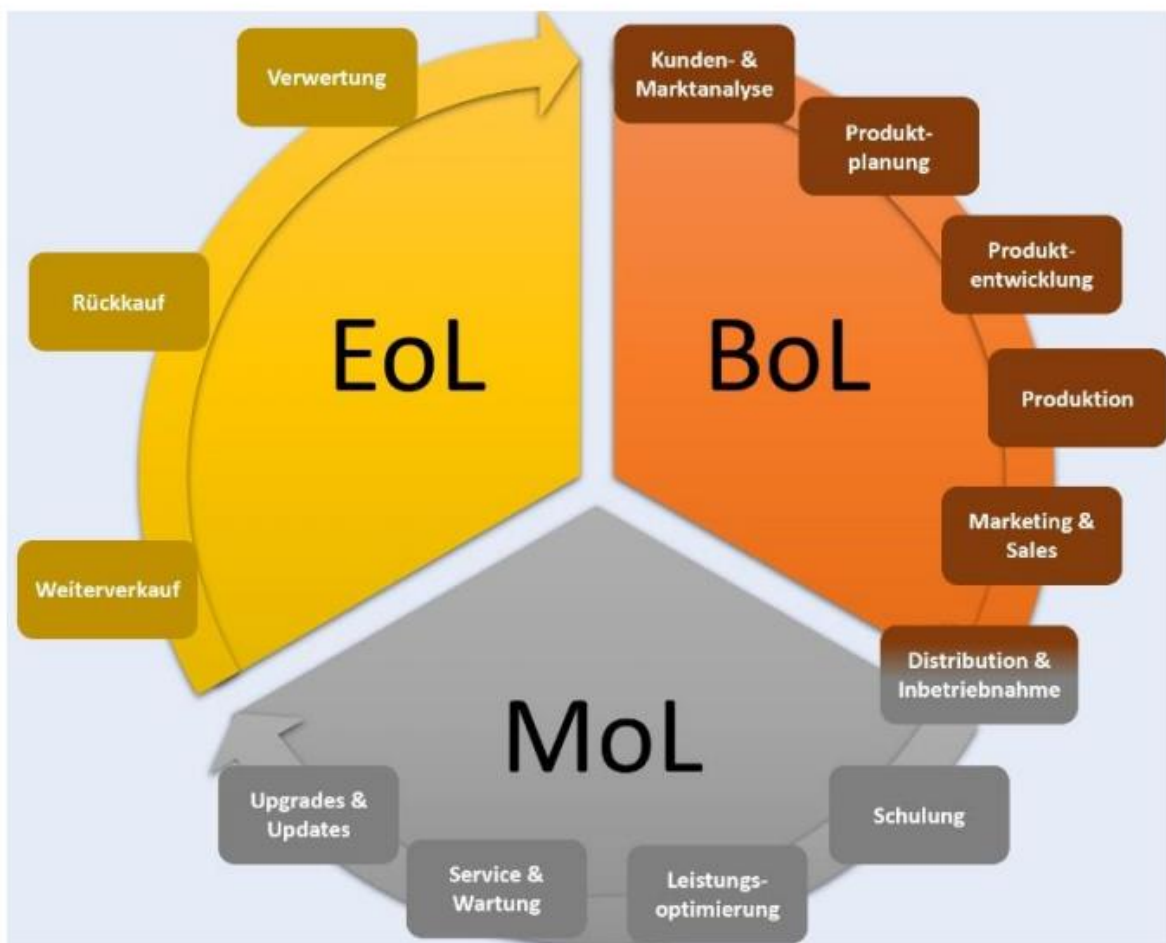 Kunden- &
Marktanalyse
Produkt-
planung
Produkt-
entwicklung
Produktion
Marketing &
Sales
Distribution &
Inbetriebnahme
Schulung
Leistungs-
optimierung
Service &
Wartung
Upgrades &
Updates
Weiterverkauf
Rückkauf
Verwertung
EoL
BoL
MoL